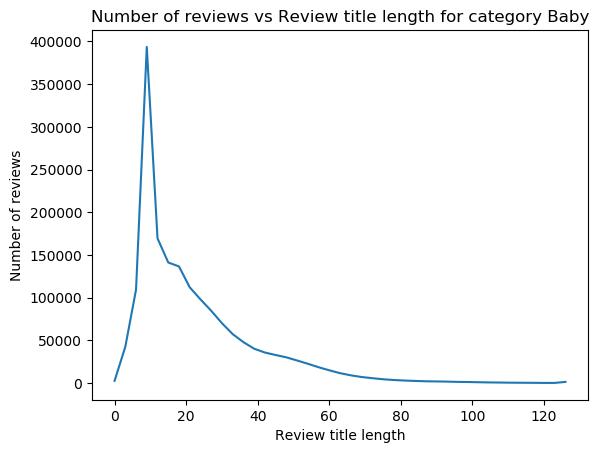 Number of reviews vs Review title length for category Baby
400000
350000
300000
250000
200000
150000
100000
50000
0
Number of reviews
0 20 40 60 80 100 120
Review title length